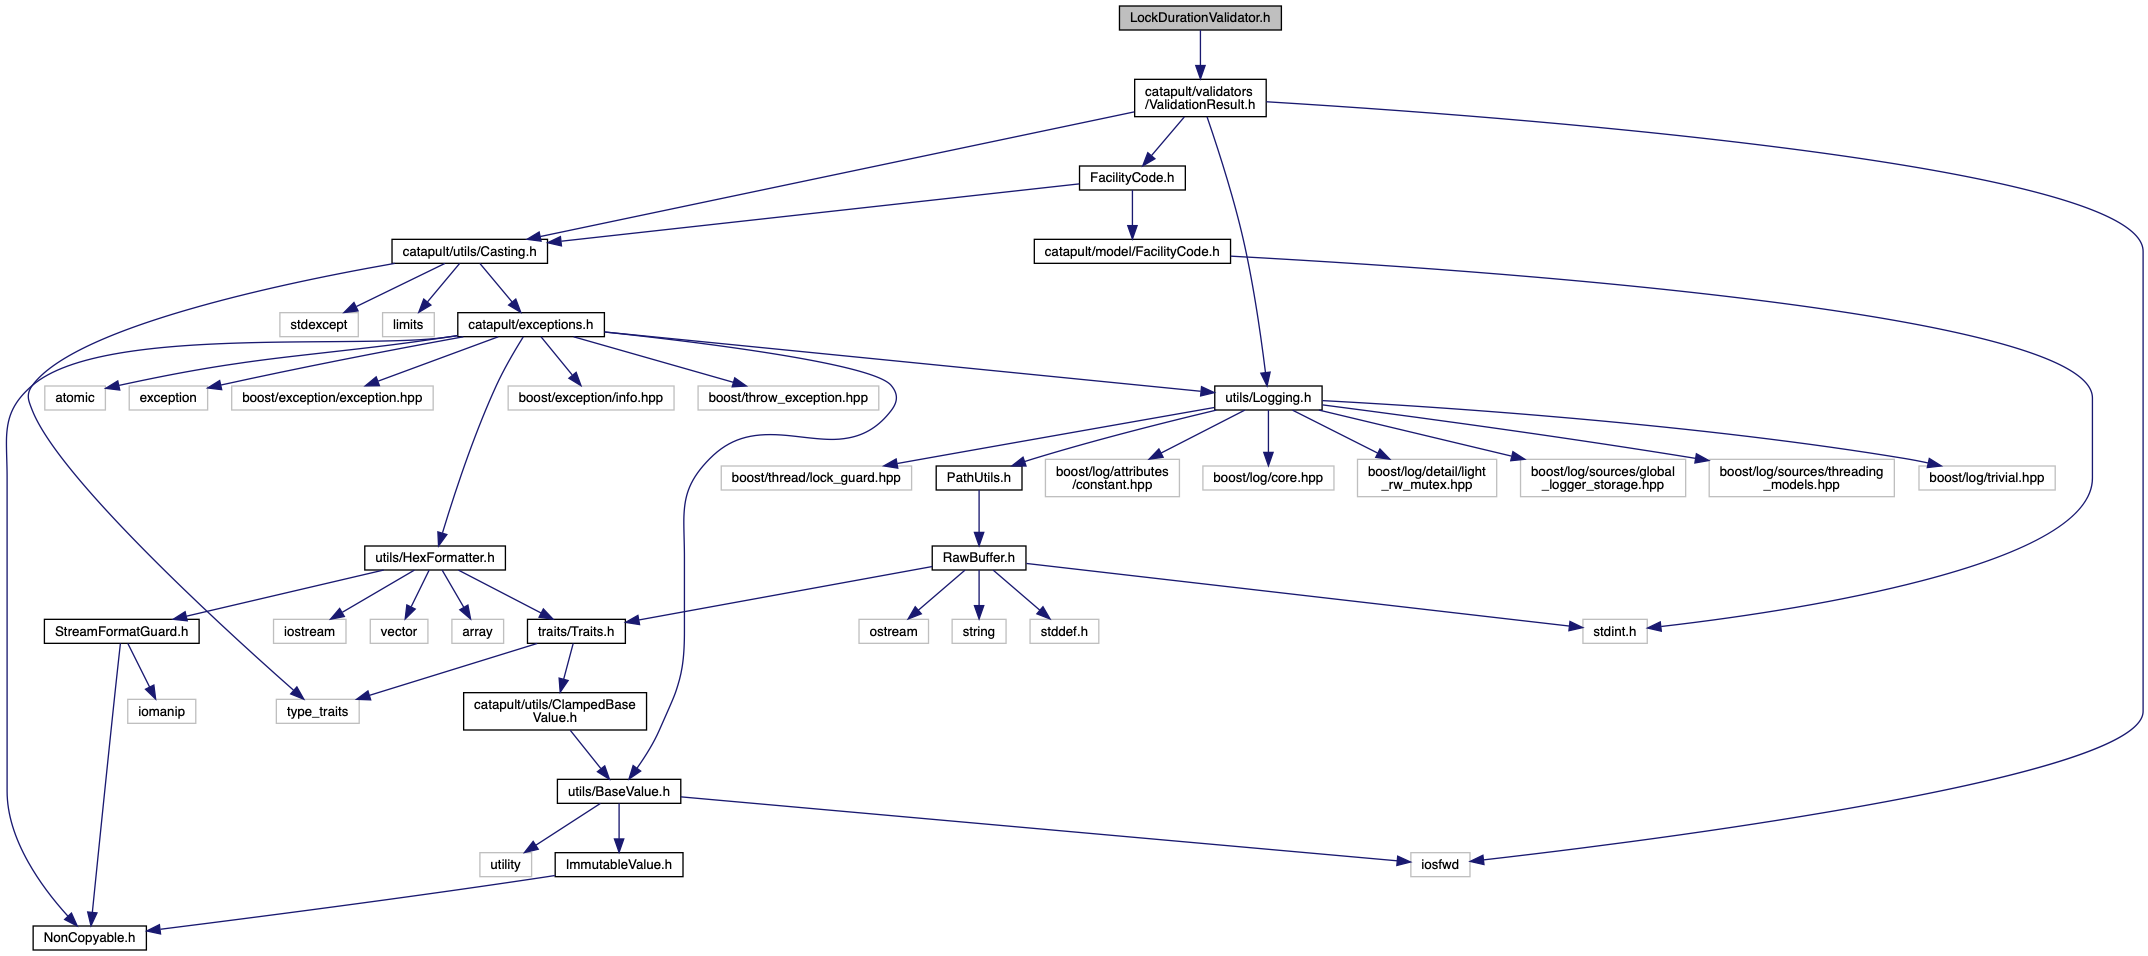 LockDurationValidator.h
catapult/validators
/ValidationResult.h
FacilityCode.h
catapult/utils/Casting.h
catapult/model/FacilityCode.h
stdexcept
limits
catapult/exceptions.h
atomic
exception
boost/exception/exception.hpp
boost/exception/info.hpp
boost/throw_exception.hpp
utils/Logging.h
boost/thread/lock_guard.hpp
PathUtils.h
boost/log/attributes
/constant.hpp
boost/log/core.hpp
boost/log/detail/light
_rw_mutex.hpp
boost/log/sources/global
_logger_storage.hpp
boost/log/sources/threading
_models.hpp
boost/log/trivial.hpp
utils/HexFormatter.h
RawBuffer.h
StreamFormatGuard.h
iostream
vector
array
traits/Traits.h
ostream
string
stddef.h
stdint.h
iomanip
type_traits
catapult/utils/ClampedBase
Value.h
utils/BaseValue.h
utility
ImmutableValue.h
iosfwd
NonCopyable.h